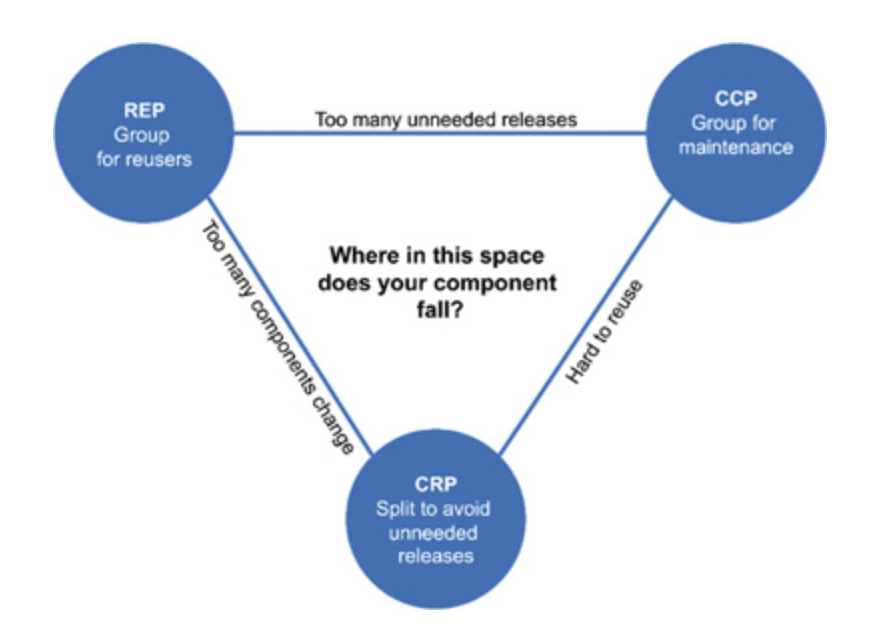 REP
Group
for reusers
Too many unneeded releases
CCP
Group for
maintenance
Where in this space
does your component
fall?
Too many components change
Hard to reuse
CRP
Split to avoid
unneeded
releases